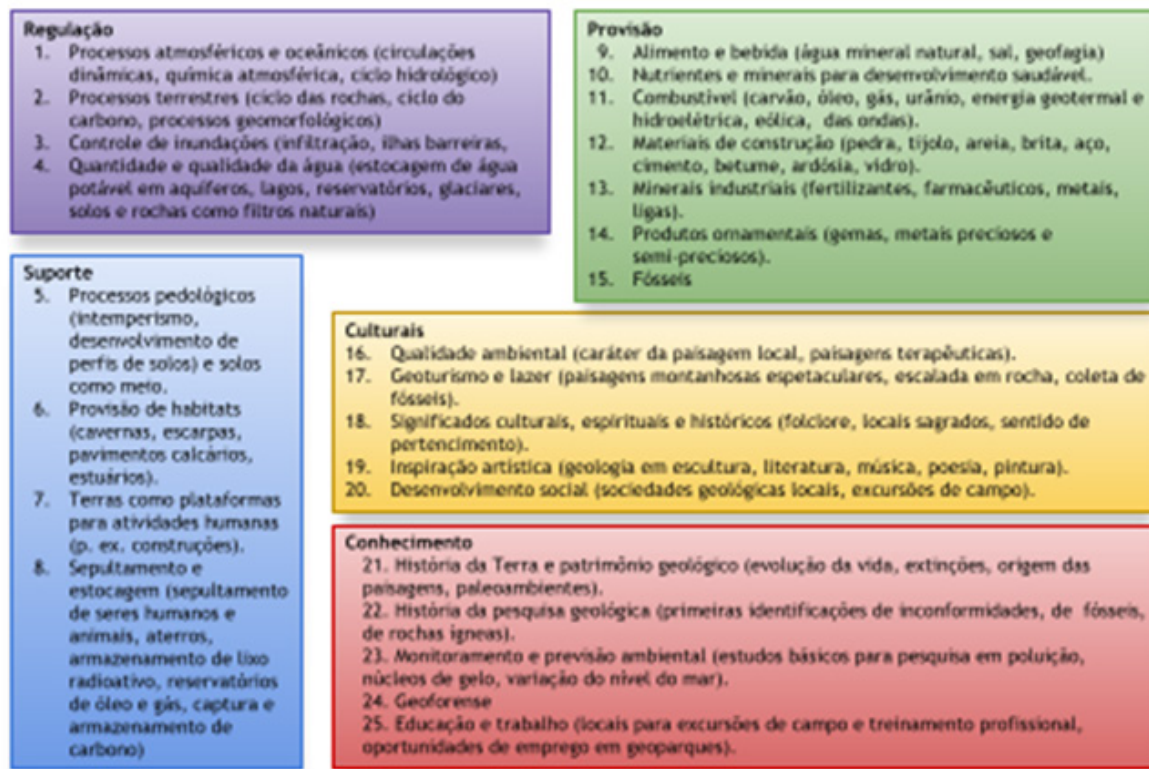 Regulação
1. Processos atmosféricos e oceânicos (circulações
dinâmicas, química atmosférica, ciclo hidrológico)
2. Processos terrestres (ciclo das rochas, ciclo do
carbono, processos geomorfológicos)
3. Controle de inundações (infiltração, ilhas barreiras,
4. Quantidade e qualidade da água (estocagem de água
potável em aquíferos, lagos, reservatórios, glaciares,
solos e rochas como filtros naturais)
Provisão
9. Alimento e bebida (água mineral natural, sal, geofagia)
10. Nutrientes e minerais para desenvolvimento saudável.
11. Combustível (carvão, óleo, gás, urânio, energia geotermal e
hidroelétrica, eólica, das ondas).
12. Materiais de construção (pedra, tijolo, areia, brita, aço,
cimento, betume, ardósia, vidro).
13. Minerais industriais (fertilizantes, farmacêuticos, metais,
ligas).
14. Produtos ornamentais (gemas, metais preciosos e
semi-preciosos).
15. Fósseis
Suporte
5. Processos pedológicos
(intemperismo,
desenvolvimento de
perfis de solos) e solos
como meio.
6. Provisão de habitats
(cavernas, escarpas,
pavimentos calcários,
estuários).
7. Terras como plataformas
para atividades humanas
(p. ex. construções).
8. Sepultamento e
estocagem (sepultamento
de seres humanos e
animais, aterros,
armazenamento de lixo
radioativo, reservatórios
de óleo e gás, captura e
armazenamento de
carbono)
Culturais
16. Qualidade ambiental (caráter da paisagem local, paisagens terapêuticas).
17. Geoturismo e lazer (paisagens montanhosas espetaculares, escalada em rocha, coleta de
fósseis).
18. Significados culturais, espirituais e históricos (folclore, locais sagrados, sentido de
pertencimento).
19. Inspiração artística (geologia em escultura, literatura, música, poesia, pintura).
20. Desenvolvimento social (sociedades geológicas locais, excursões de campo).
Conhecimento
21. História da Terra e patrimônio geológico (evolução da vida, extinções, origem das
paisagens, paleoambientes).
22. História da pesquisa geológica (primeiras identificações de inconformidades, de fósseis,
de rochas ígneas).
23. Monitoramento e previsão ambiental (estudos básicos para pesquisa em poluição,
núcleos de gelo, variação do nível do mar).
24. Geoforense
25. Educação e trabalho (locais para excursões de campo e treinamento profissional,
oportunidades de emprego em geoparques).